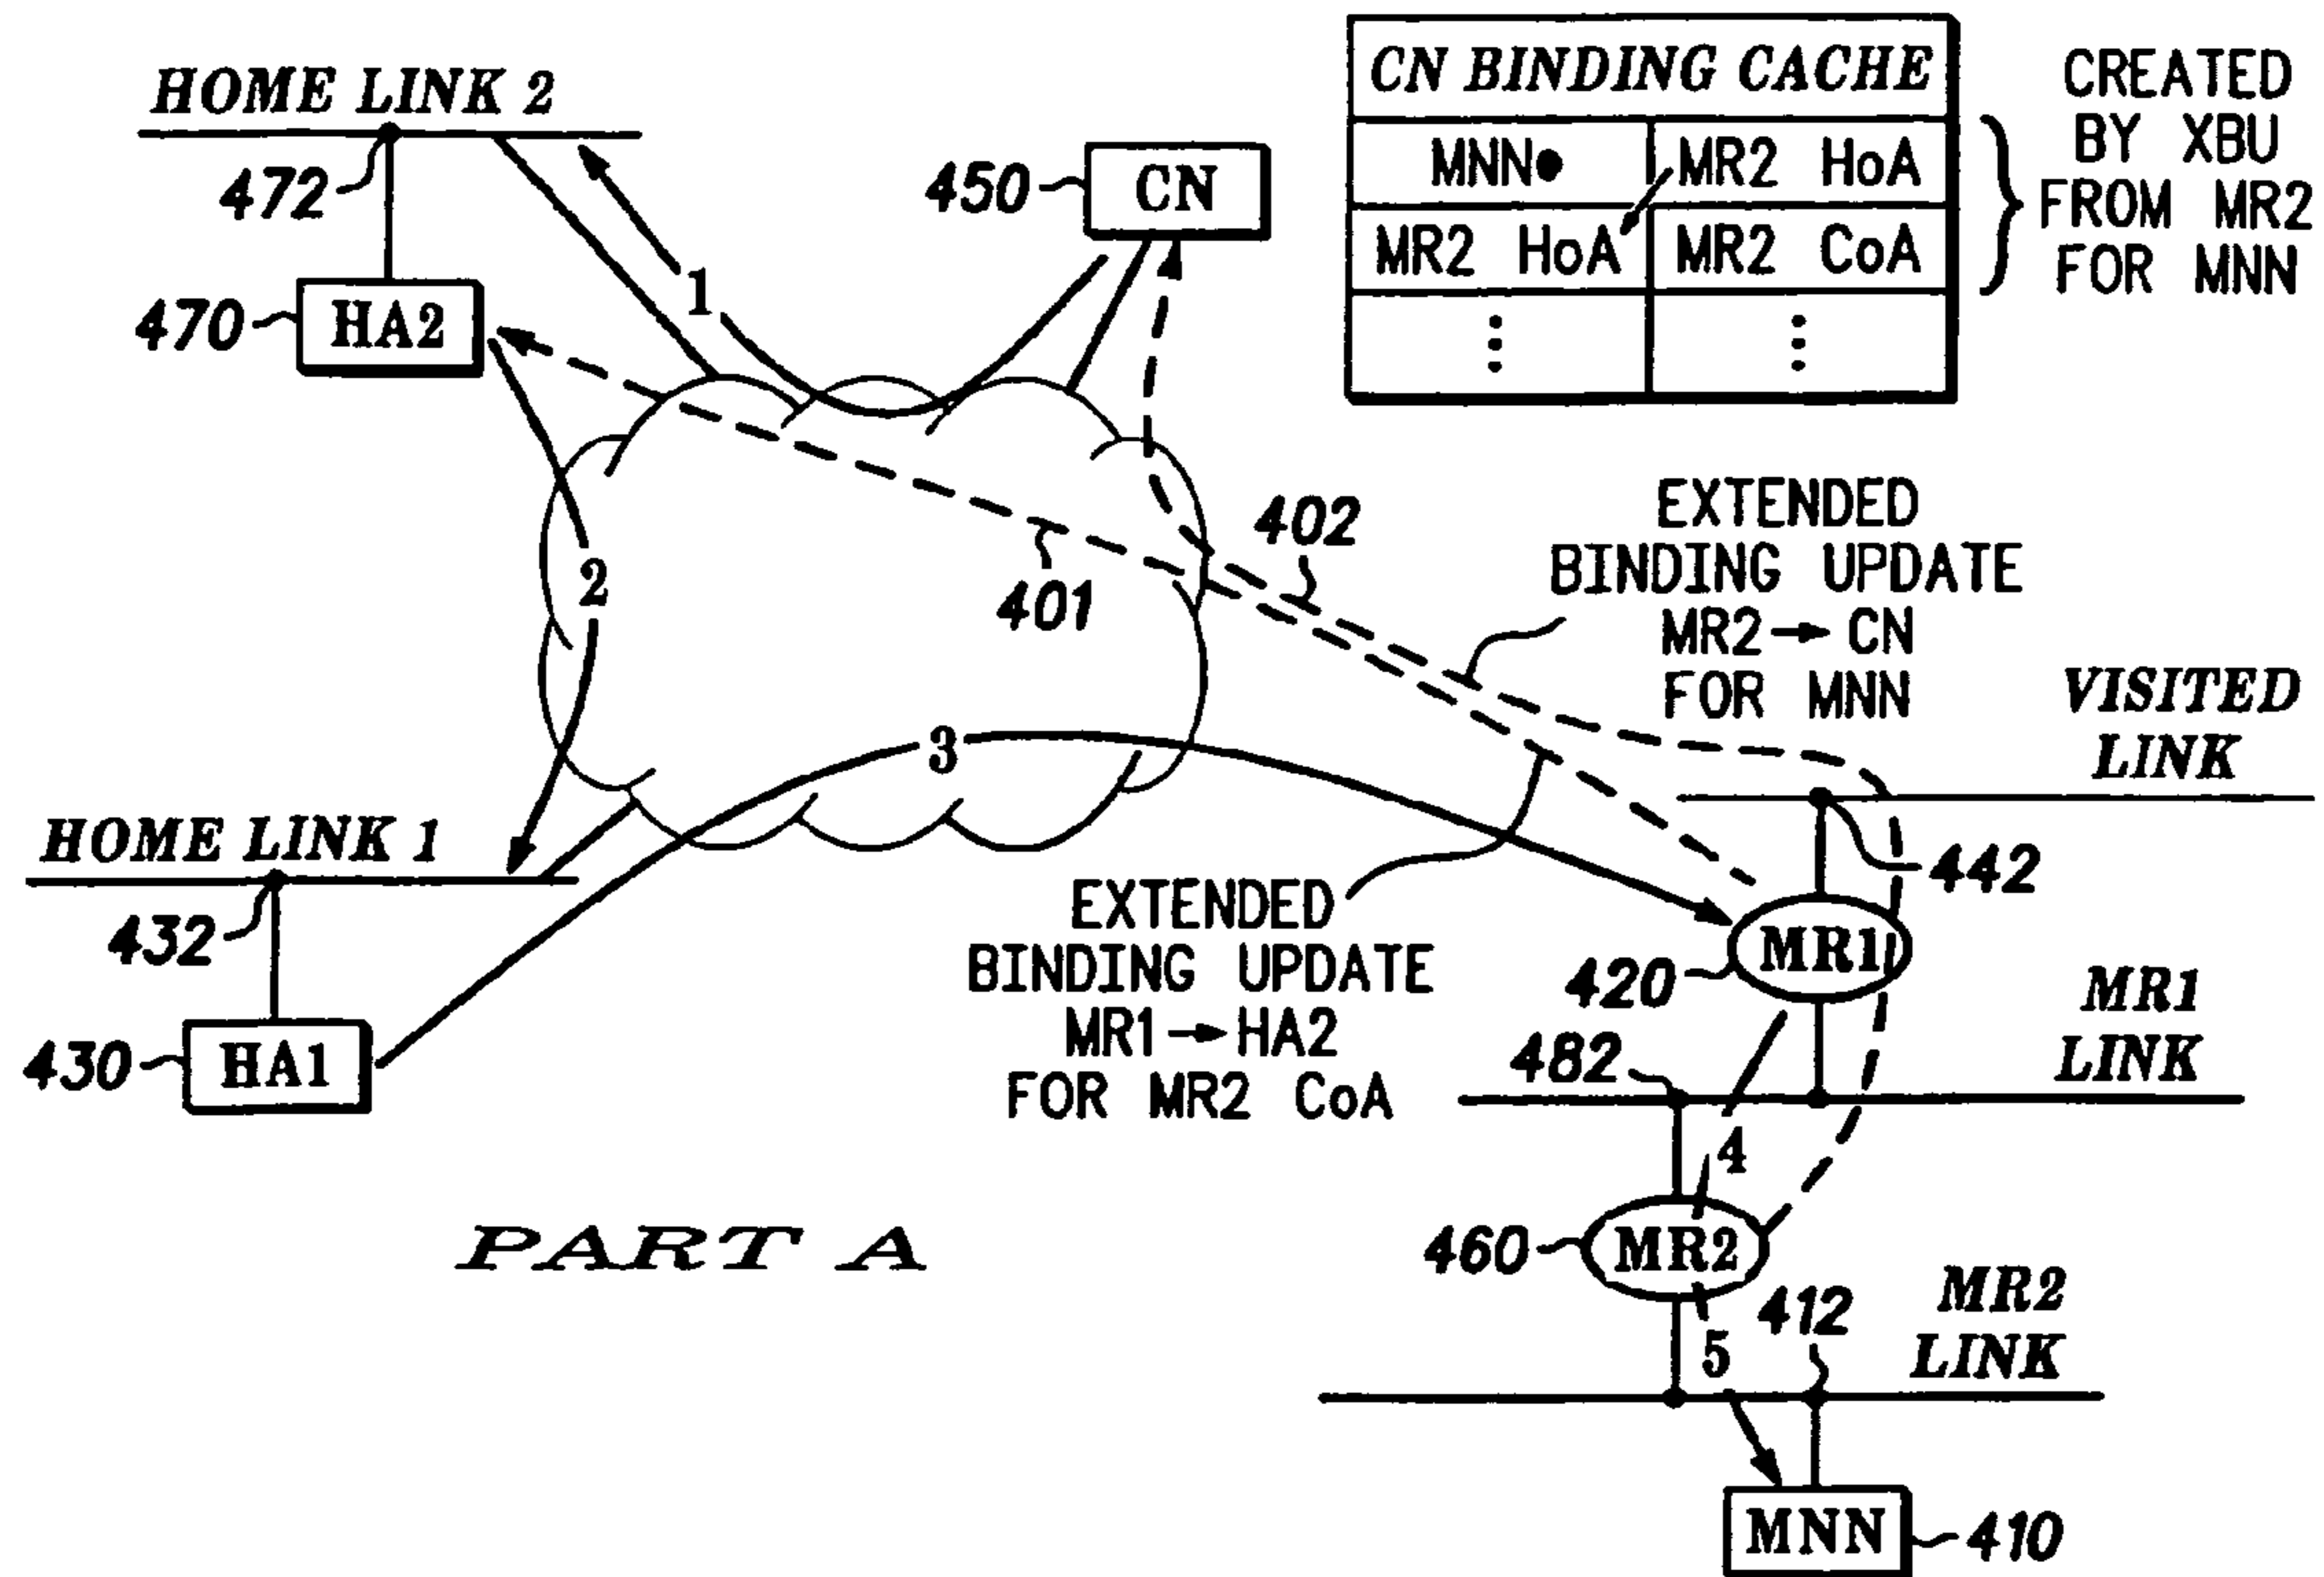 HOME LINK 2
472
470
HA2
1
450
CN
CN BINDING CACHE
MNN
MR2 HoA
MR2 HoA
MR2 CoA
CREATED
BY XBU
FROM MR2
FOR MNN
2
401
402
EXTENDED
BINDING UPDATE
MR2→CN
FOR MNN
VISITED
LINK
3
HOME LINK 1
432
430
HA1
EXTENDED
BINDING UPDATE
MR1→HA2
FOR MR2 CoA
442
MR1
420
MR1
LINK
482
4
PART A
460
MR2
412
MR2
LINK
5
MNN
410